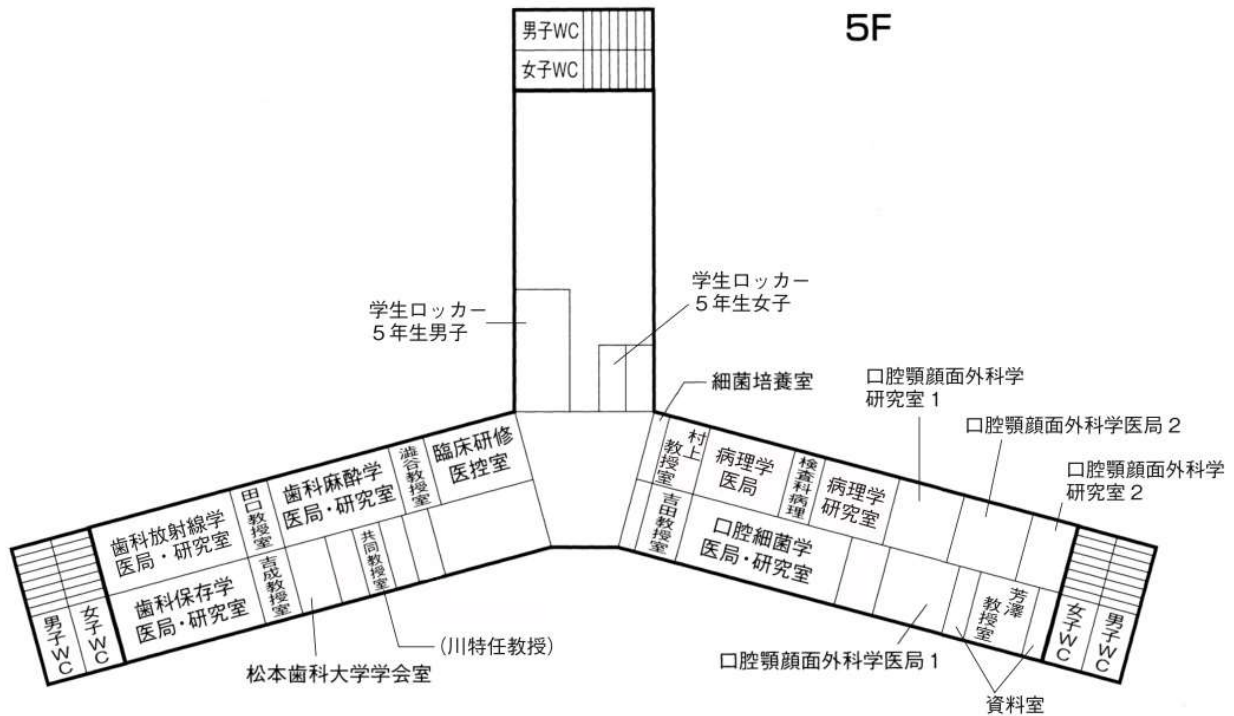 5F
男子WC
女子WC
学生ロッカー
5年生男子
学生ロッカー
5年生女子
細菌培養室
口腔顎顔面外科学
研究室1
口腔顎顔面外科学医局2
口腔顎顔面外科学
研究室2
臨床研修
医控室
澁谷教授室
歯科麻酔学
医局・研究室
田口教授室
歯科放射線学
医局・研究室
共同教授室
吉成教授室
歯科保存学
医局・研究室
女子WC
男子WC
(川特任教授)
松本歯科大学学会室
村上
教授室
病理学
医局
検査科病理
病理学
研究室
吉田教授室
口腔細菌学
医局・研究室
芳澤
教授室
女子WC
男子WC
口腔顎顔面外科学医局1
資料室